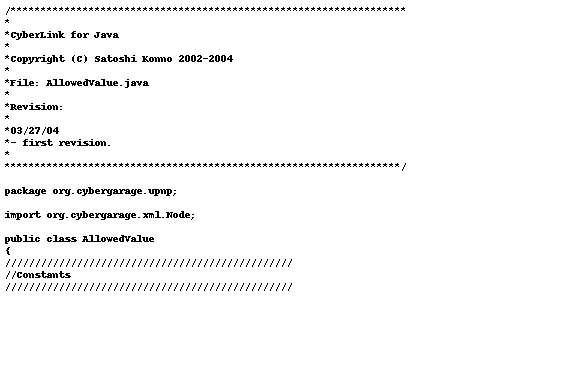 /******************************************************************
*
*CyberLink for Java
*
*Copyright (C) Satoshi Konno 2002-2004
*
*File: AllowedValue.java
*
*Revision:
*
*03/27/04
*- first revision.
*
******************************************************************/
package org.cybergarage.upnp;
import org.cybergarage.xml.Node;
public class AllowedValue
{
////////////////////////////////////////////////
//Constants
////////////////////////////////////////////////